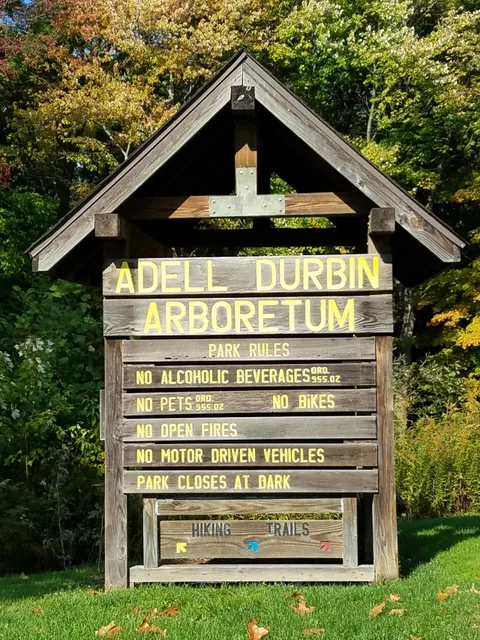 ADELL DURBIN
ARBORETUM
PARK RULES
NO ALCOHOLIC BEVERAGES ORD. 955.02
NO PETS ORD. 955.02 NO BIKES
NO OPEN FIRES
NO MOTOR DRIVEN VEHICLES
PARK CLOSES AT DARK
HIKING TRAILS